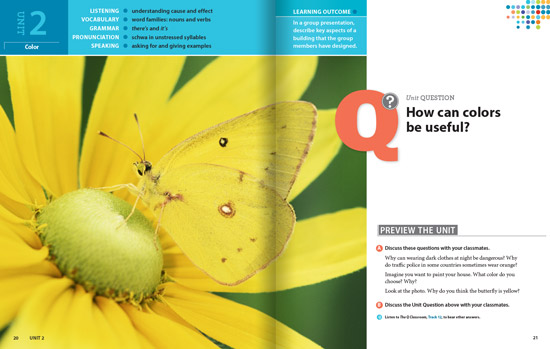 UNIT 2
Color
LISTENING ● understanding cause and effect
VOCABULARY ● word families: nouns and verbs
GRAMMAR ● there's and it's
PRONUNCIATION ● schwa in unstressed syllables
SPEAKING ● asking for and giving examples
LEARNING OUTCOME ●
In a group presentation,
describe key aspects of a
building that the group
members have designed.
Q ?
Unit QUESTION
How can colors
be useful?
PREVIEW THE UNIT
A Discuss these questions with your classmates.
Why can wearing dark clothes at night be dangerous? Why
do traffic police in some countries sometimes wear orange?
Imagine you want to paint your house. What color do you
choose? Why?
Look at the photo. Why do you think the butterfly is yellow?
B Discuss the Unit Question above with your classmates.
Listen to The Q Classroom, Track 12, to hear other answers.
20 UNIT 2
21